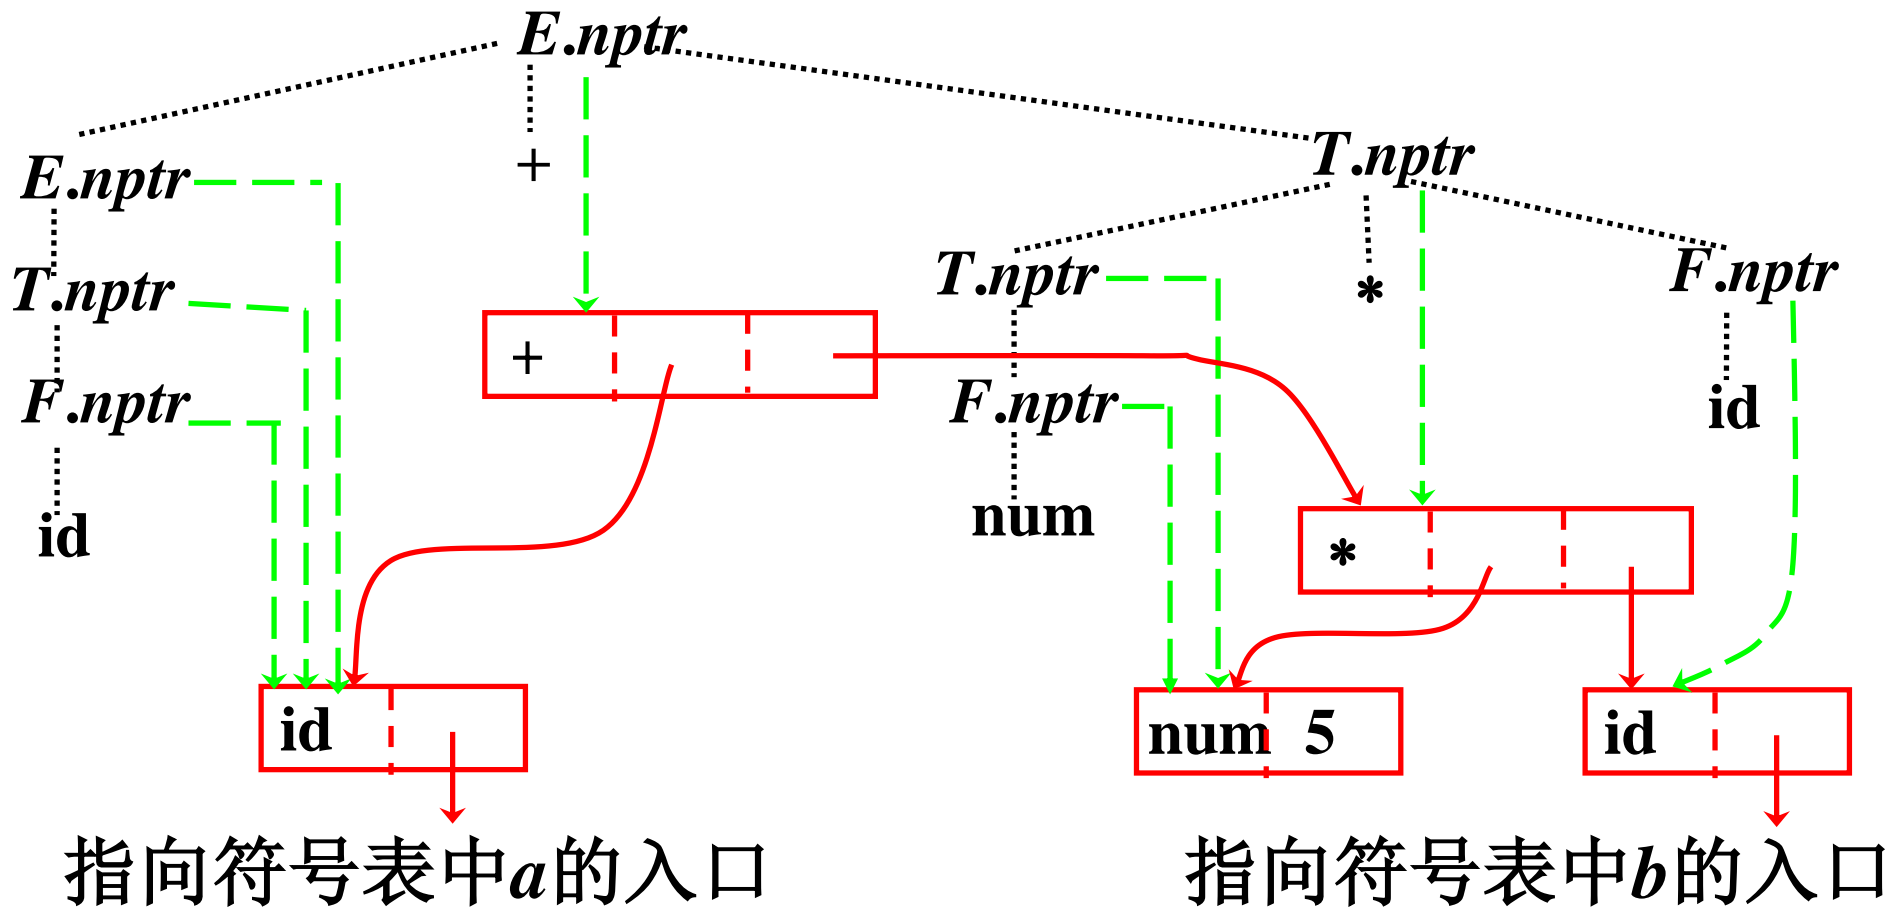 E.nptr
+
T.nptr
E.nptr
T.nptr
*
F.nptr
T.nptr
+
F.nptr
F.nptr
id
id
num
*
id
num 5
id
指向符号表中a的入口
指向符号表中b的入口